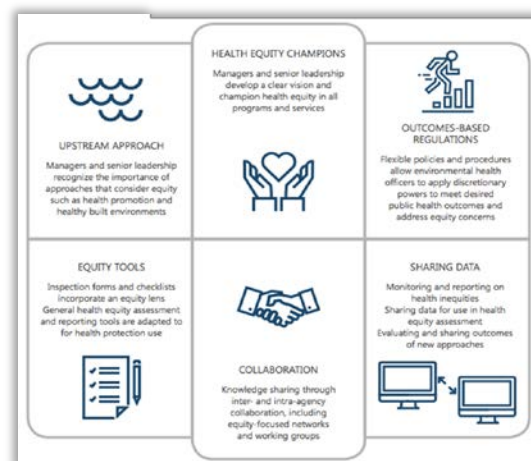 HEALTH EQUITY CHAMPIONS
Managers and senior leadership
develop a clear vision and
champion health equity in all
programs and services
UPSTREAM APPROACH
Managers and senior leadership
recognize the importance of
approaches that consider equity
such as health promotion and
healthy built environments
OUTCOMES-BASED
REGULATIONS
Flexible policies and procedures
allow environmental health
officers to apply discretionary
powers to meet desired
public health outcomes and
address equity concerns
EQUITY TOOLS
Inspection forms and checklists
incorporate an equity lens
General health equity assessment
and reporting tools are adapted to
for health protection use
COLLABORATION
Knowledge sharing through
inter- and intra-agency
collaboration, including
equity-focused networks
and working groups
SHARING DATA
Monitoring and reporting on
health inequities
Sharing data for use in health
equity assessment
Evaluating and sharing outcomes
of new approaches